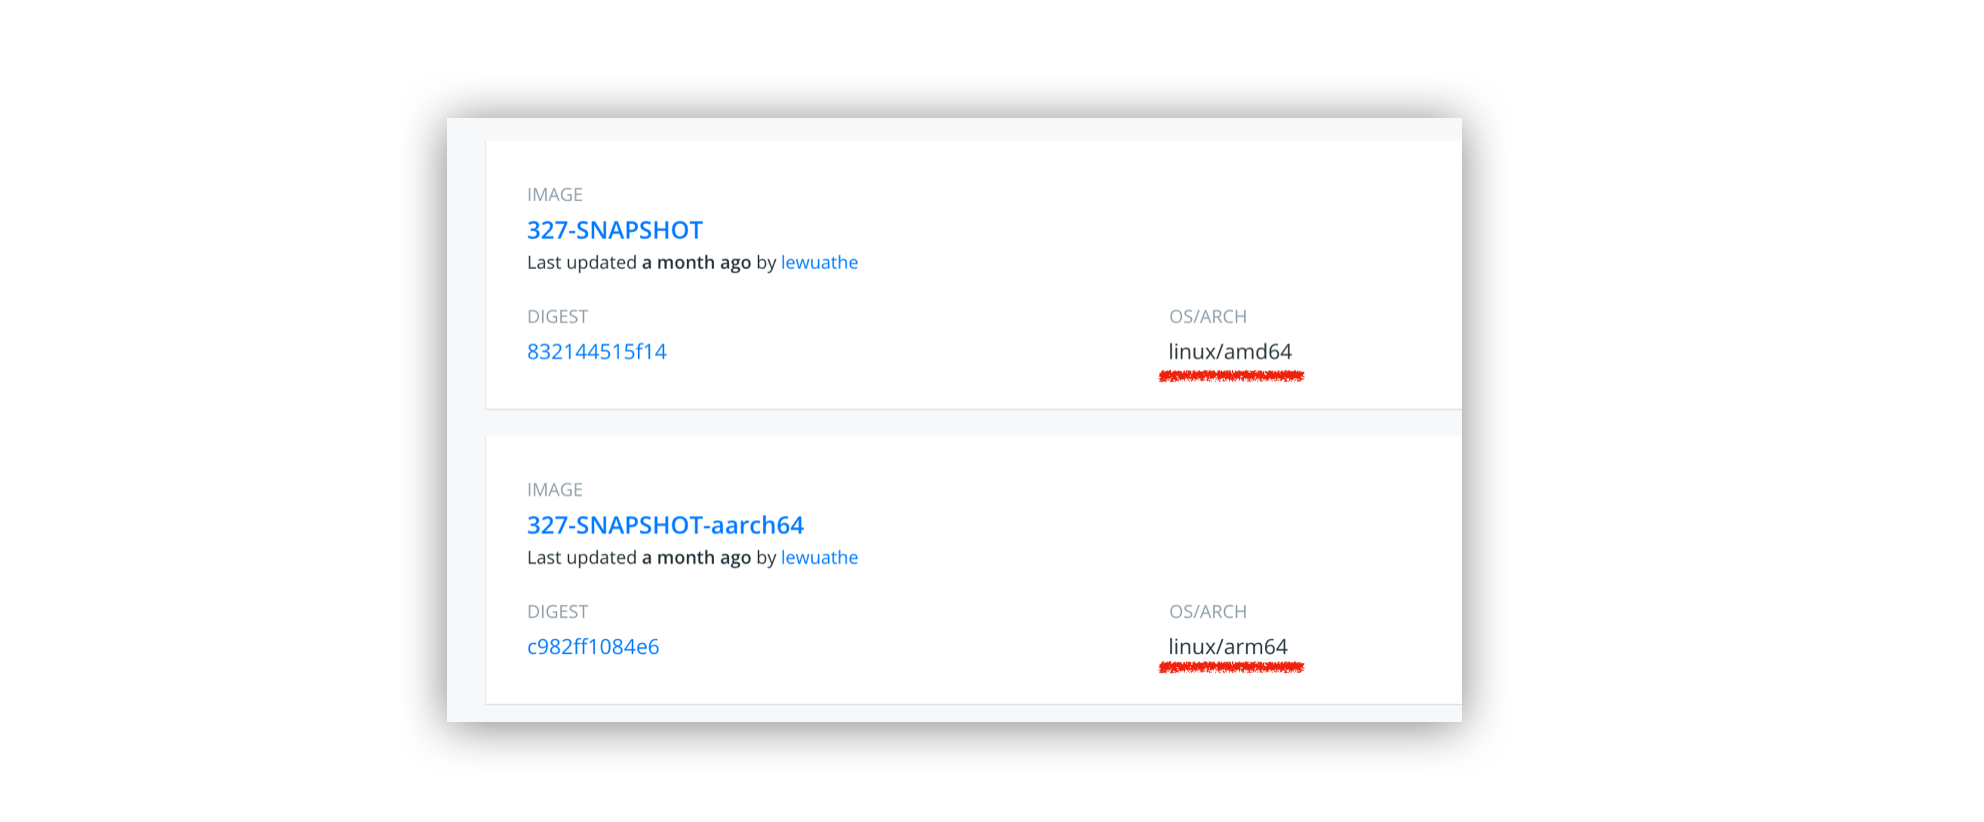 IMAGE
327-SNAPSHOT
Last updated a month ago by lewuathe
DIGEST
OS/ARCH
832144515f14
linux/amd64
IMAGE
327-SNAPSHOT-aarch64
Last updated a month ago by lewuathe
DIGEST
OS/ARCH
c982ff1084e6
linux/arm64